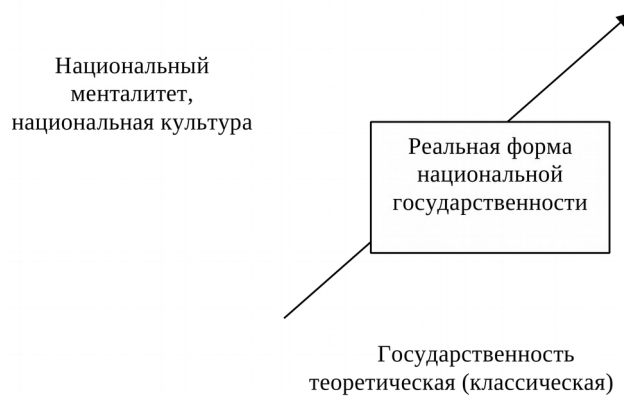 Национальный
менталитет,
национальная культура
Реальная форма
национальной
государственности
Государственность
теоретическая (классическая)